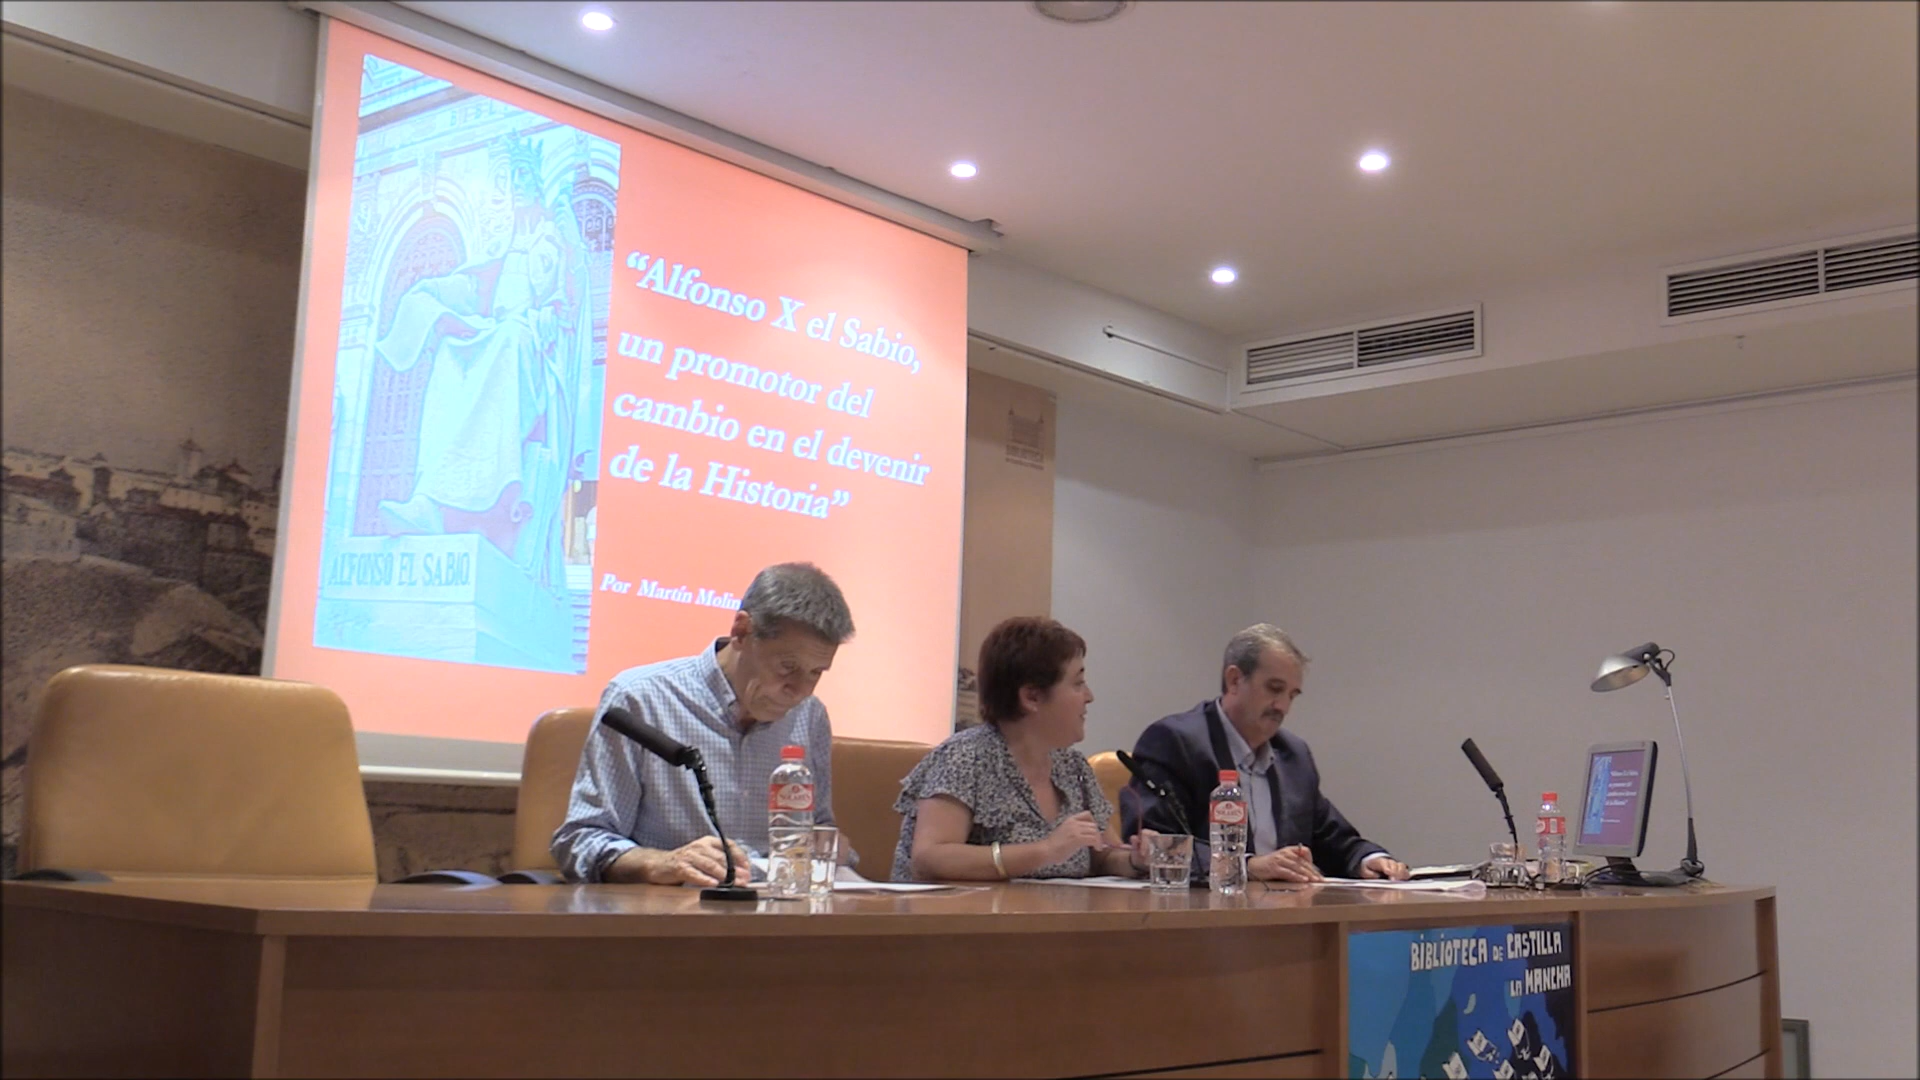 “Alfonso X el Sabio,
un promotor del
cambio en el devenir
de la Historia”
Por Martín
ALFONSO EL SABIO
BIBLIOTECA DE CASTILLA
LA MANCHA
SOLARES